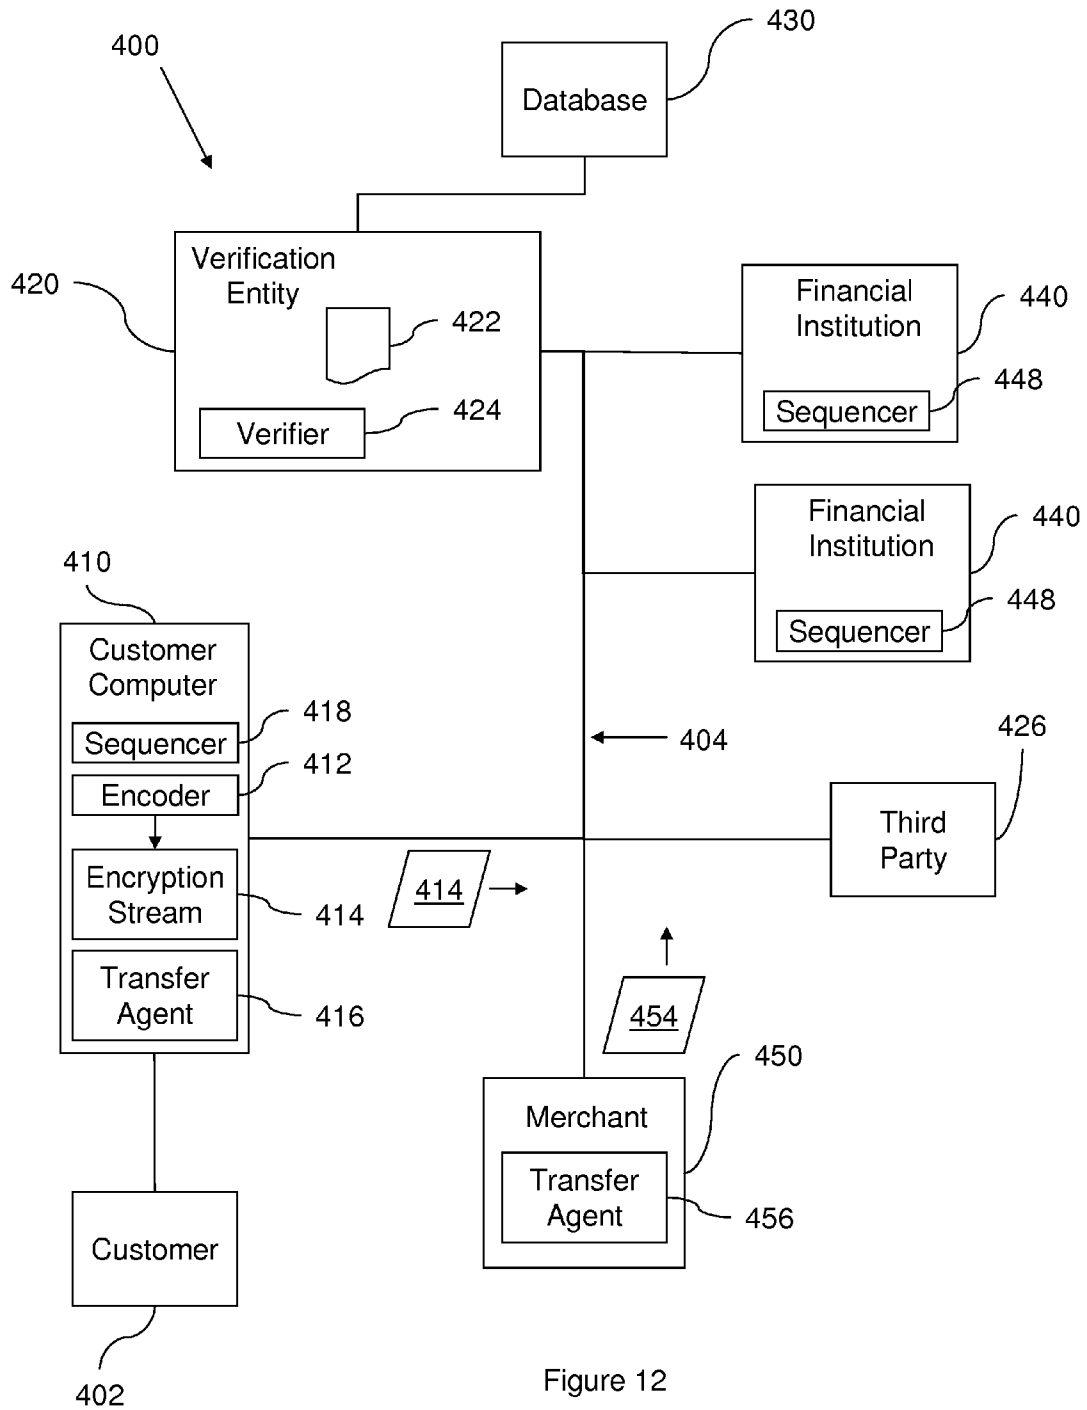 430
400
Database
Verification
Entity
420
422
424
Verifier
Financial
Institution
440
448
Sequencer
Financial
Institution
440
448
Sequencer
410
Customer
Computer
418
Sequencer
412
Encoder
Encryption
Stream
414
Transfer
Agent
416
404
426
Third
Party
414
454
450
Merchant
Transfer
Agent
456
Customer
402
Figure 12